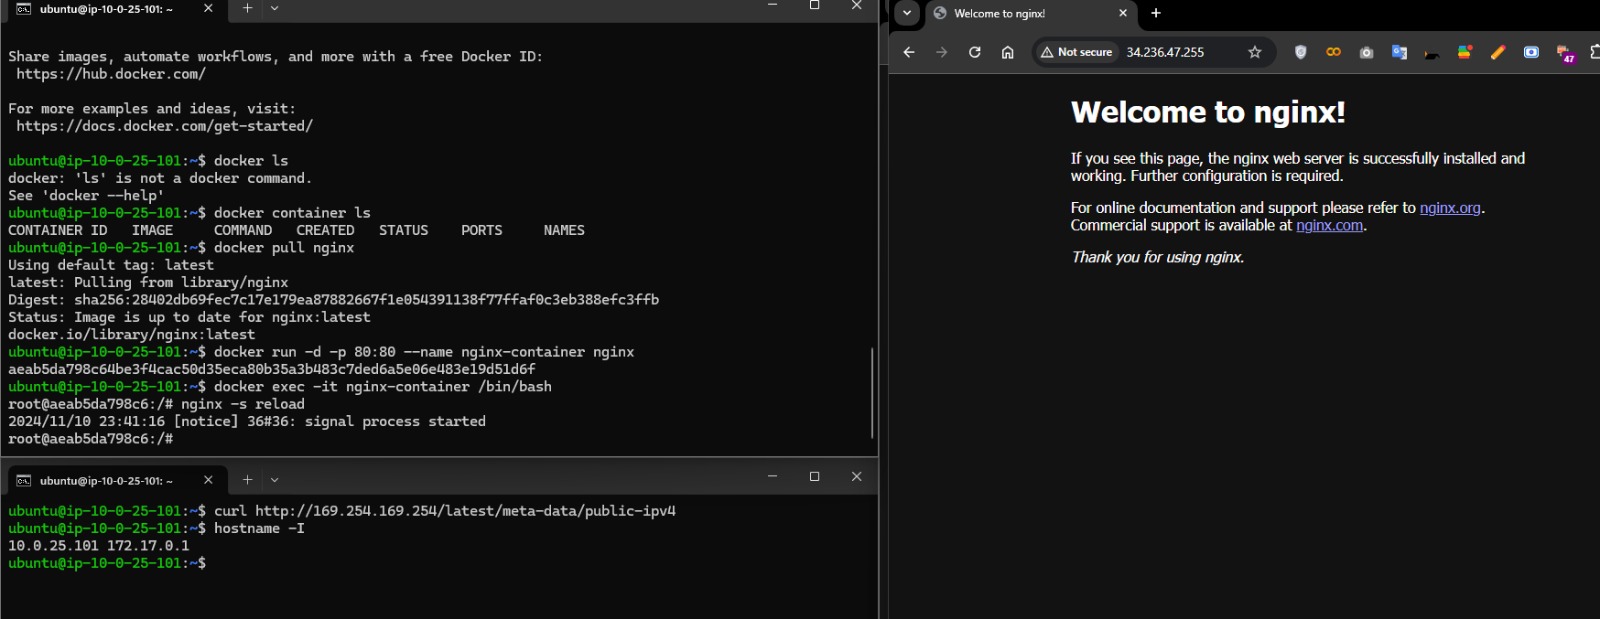 ubuntu@ip-10-0-25-101: ~
Share images, automate workflows, and more with a free Docker ID:
https://hub.docker.com/
For more examples and ideas, visit:
https://docs.docker.com/get-started/
ubuntu@ip-10-0-25-101:~$ docker ls
docker: 'ls' is not a docker command.
See 'docker --help'
ubuntu@ip-10-0-25-101:~$ docker container ls
CONTAINER ID   IMAGE     COMMAND   CREATED   STATUS    PORTS     NAMES
ubuntu@ip-10-0-25-101:~$ docker pull nginx
Using default tag: latest
latest: Pulling from library/nginx
Digest: sha256:28402db69fec7c17e179ea87882667f1e054391138f77ffaf0c3eb388efc3ffb
Status: Image is up to date for nginx:latest
docker.io/library/nginx:latest
ubuntu@ip-10-0-25-101:~$ docker run -d -p 80:80 --name nginx-container nginx
aeab5da798c64be3f4cac50d35eca80b35a3b483c7ded6a5e06e483e19d51d6f
ubuntu@ip-10-0-25-101:~$ docker exec -it nginx-container /bin/bash
root@aeab5da798c6:/# nginx -s reload
2024/11/10 23:41:16 [notice] 36#36: signal process started
root@aeab5da798c6:/#
ubuntu@ip-10-0-25-101: ~
ubuntu@ip-10-0-25-101:~$ curl http://169.254.169.254/latest/meta-data/public-ipv4
ubuntu@ip-10-0-25-101:~$ hostname -I
10.0.25.101 172.17.0.1
ubuntu@ip-10-0-25-101:~$
Welcome to nginx!
Not secure 34.236.47.255
47
Welcome to nginx!
If you see this page, the nginx web server is successfully installed and
working. Further configuration is required.
For online documentation and support please refer to nginx.org.
Commercial support is available at nginx.com.
Thank you for using nginx.